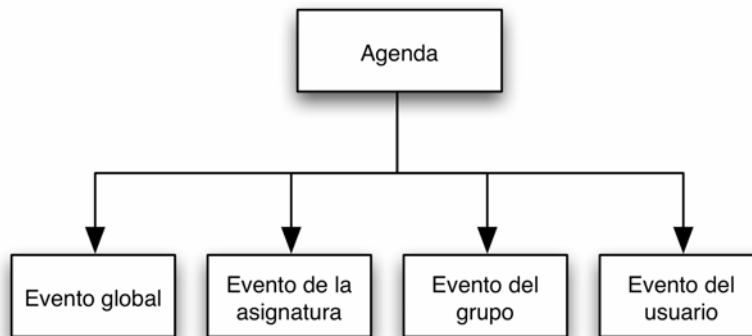 Agenda
Evento global
Evento de la
asignatura
Evento del
grupo
Evento del
usuario